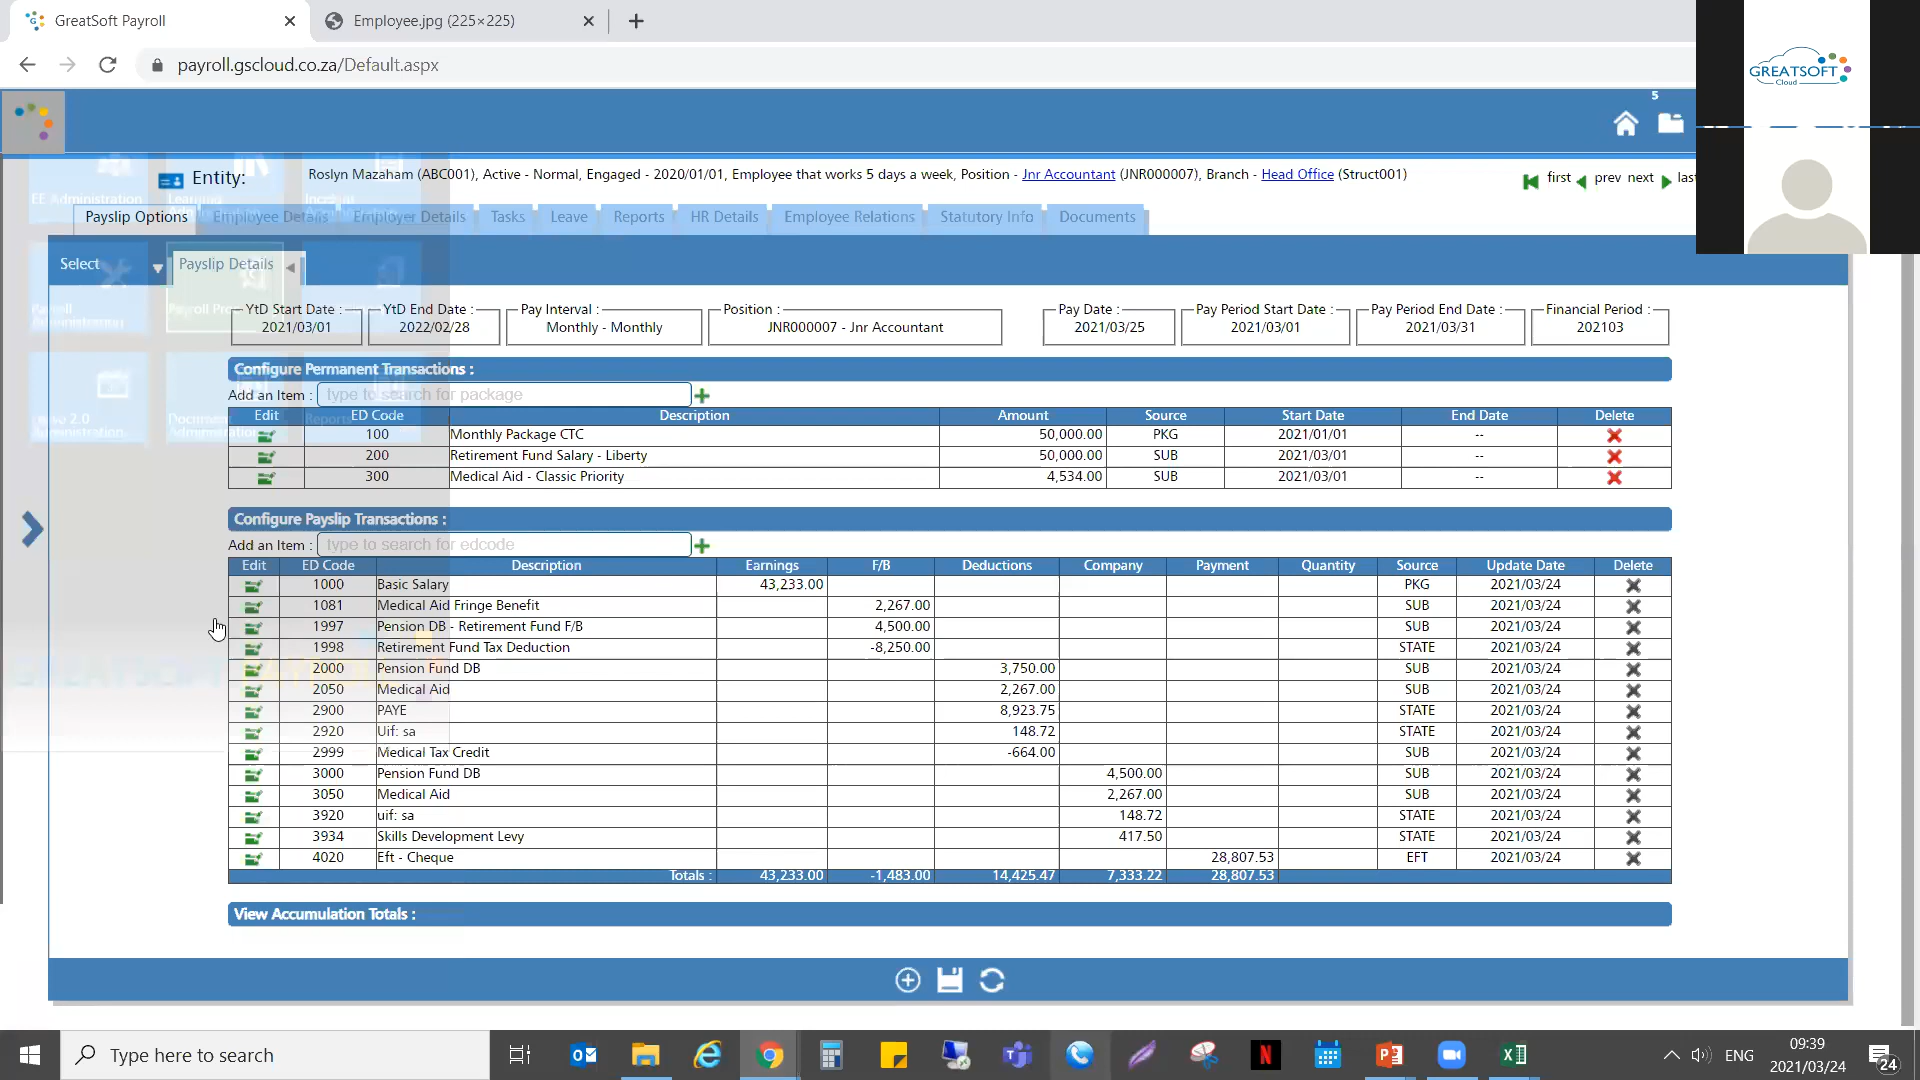 GreatSoft Payroll
Employee.jpg (225×225)
payroll.gscloud.co.za/Default.aspx
GREATSOFT
Cloud
5
Entity:
Roslyn Mazaham (ABC001), Active - Normal, Engaged - 2020/01/01, Employee that works 5 days a week, Position - Jnr Accountant (JNR000007), Branch - Head Office (Struct001)
first prev next last
EE Administration
Payslip Options Employee Details Employer Details Tasks Leave Reports HR Details Employee Relations Statutory Info Documents
Select Payslip Details
Payroll Administration
YtD Start Date : YtD End Date : Pay Interval : Position : Pay Date : Pay Period Start Date : Pay Period End Date : Financial Period :
2021/03/01 2022/02/28 Monthly - Monthly JNR000007 - Jnr Accountant 2021/03/25 2021/03/01 2021/03/31 202103
Configure Permanent Transactions :
Add an Item : type to search for package
Edit ED Code Description Amount Source Start Date End Date Delete
100 Monthly Package CTC 50,000.00 PKG 2021/01/01 --
200 Retirement Fund Salary - Liberty 50,000.00 SUB 2021/03/01 --
300 Medical Aid - Classic Priority 4,534.00 SUB 2021/03/01 --
Configure Payslip Transactions :
Add an Item : type to search for edcode
Edit ED Code Description Earnings F/B Deductions Company Payment Quantity Source Update Date Delete
1000 Basic Salary 43,233.00 PKG 2021/03/24
1081 Medical Aid Fringe Benefit 2,267.00 SUB 2021/03/24
1997 Pension DB - Retirement Fund F/B 4,500.00 SUB 2021/03/24
1998 Retirement Fund Tax Deduction -8,250.00 STATE 2021/03/24
2000 Pension Fund DB 3,750.00 SUB 2021/03/24
2050 Medical Aid 2,267.00 SUB 2021/03/24
2900 PAYE 8,923.75 STATE 2021/03/24
2920 Uif: sa 148.72 STATE 2021/03/24
2999 Medical Tax Credit -664.00 SUB 2021/03/24
3000 Pension Fund DB 4,500.00 SUB 2021/03/24
3050 Medical Aid 2,267.00 SUB 2021/03/24
3920 uif: sa 148.72 STATE 2021/03/24
3934 Skills Development Levy 417.50 STATE 2021/03/24
4020 Eft - Cheque 28,807.53 EFT 2021/03/24
Totals : 43,233.00 -1,483.00 14,425.47 7,333.22 28,807.53
View Accumulation Totals :
Type here to search
ENG
09:39
2021/03/24
24